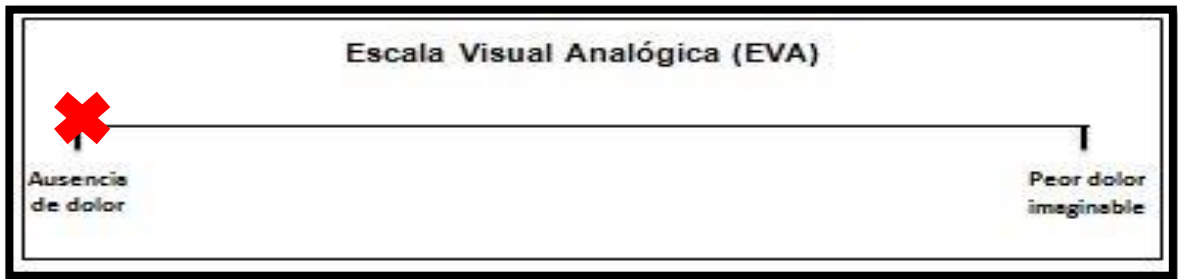 Escala Visual Analógica (EVA)
Ausencia
de dolor
Peor dolor
imaginable